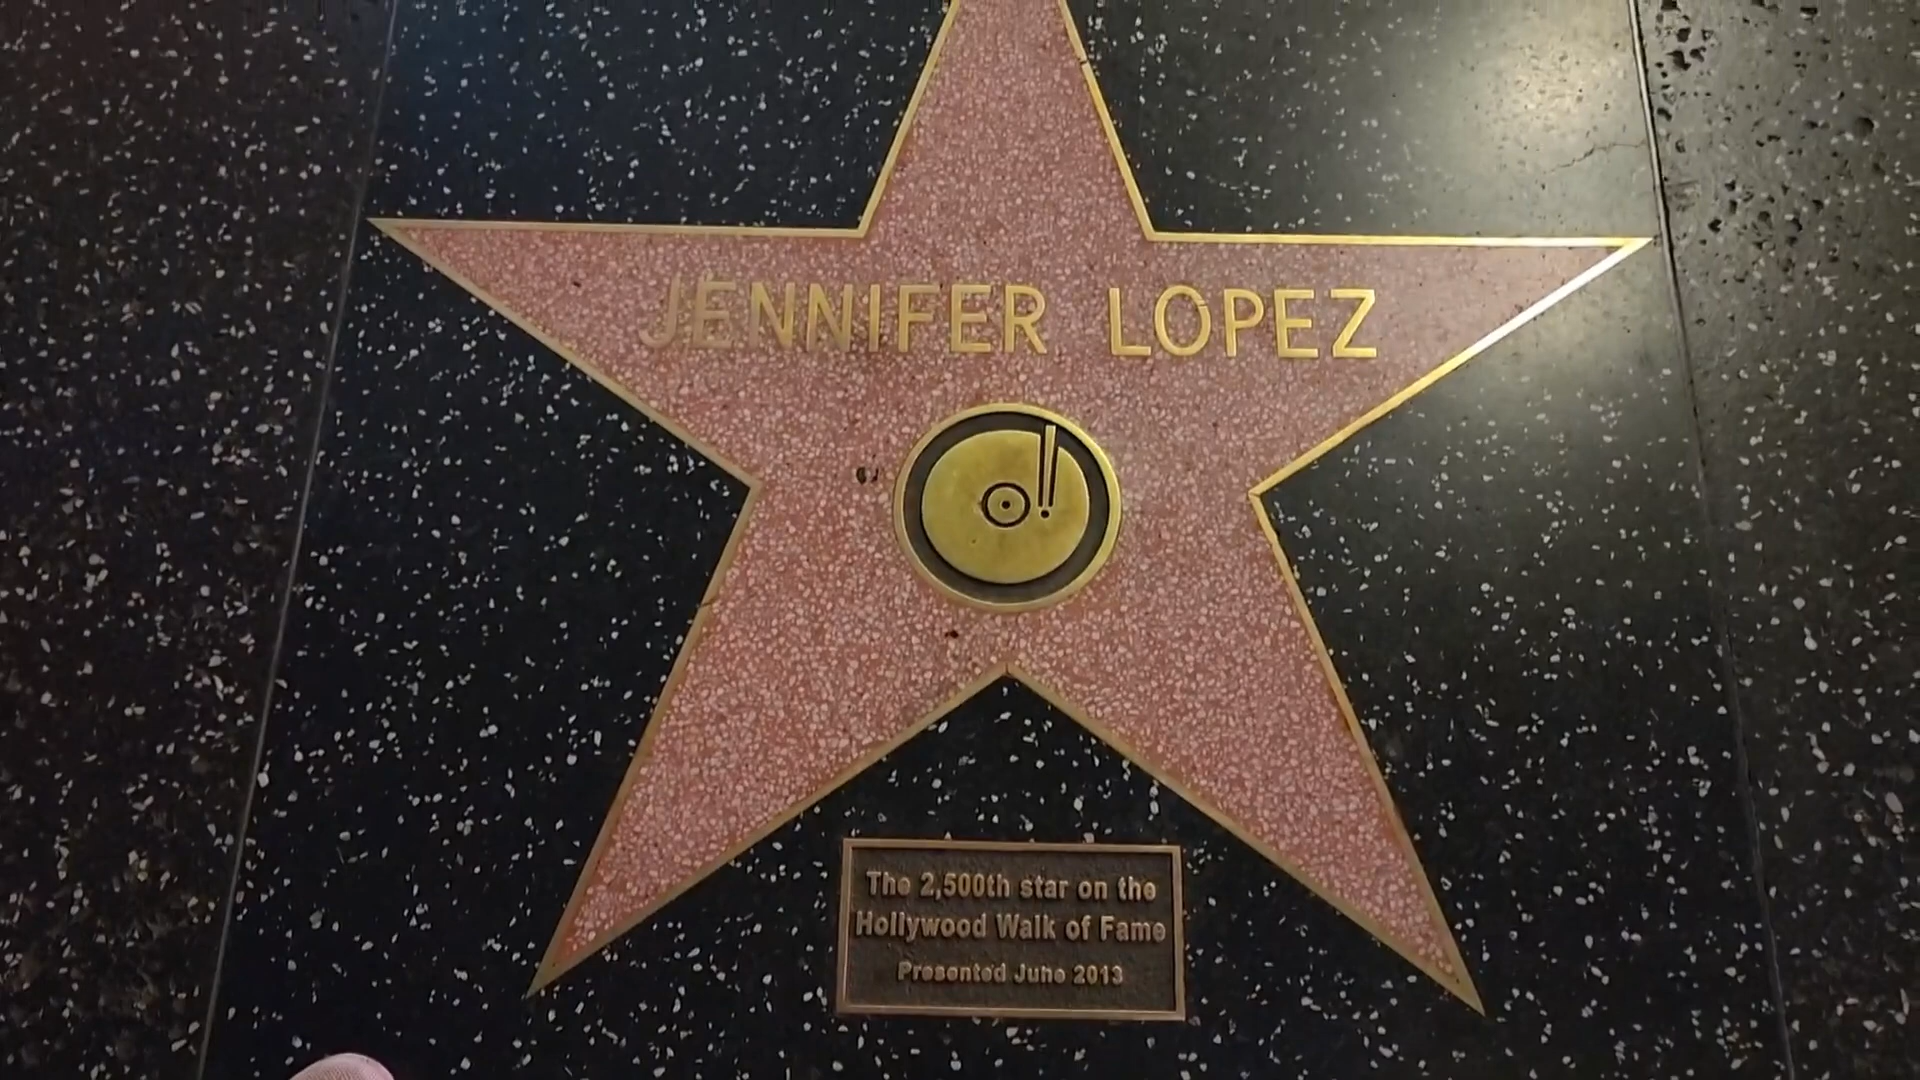 JENNIFER LOPEZ
The 2,500th star on the
Hollywood Walk of Fame
Presented June 2013